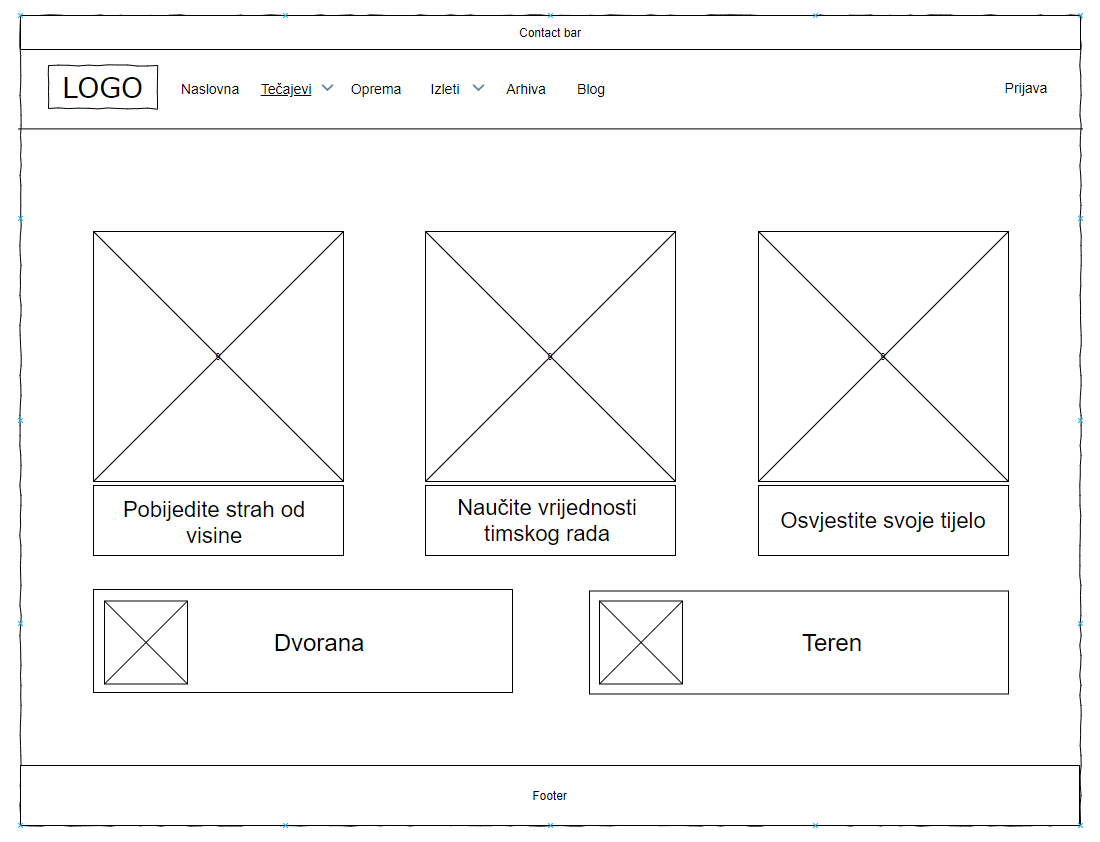 Contact bar
LOGO
Naslovna Tečajevi Oprema Izleti Arhiva Blog Prijava
Pobijedite strah od
visine
Naučite vrijednosti
timskog rada
Osvjestite svoje tijelo
Dvorana
Teren
Footer